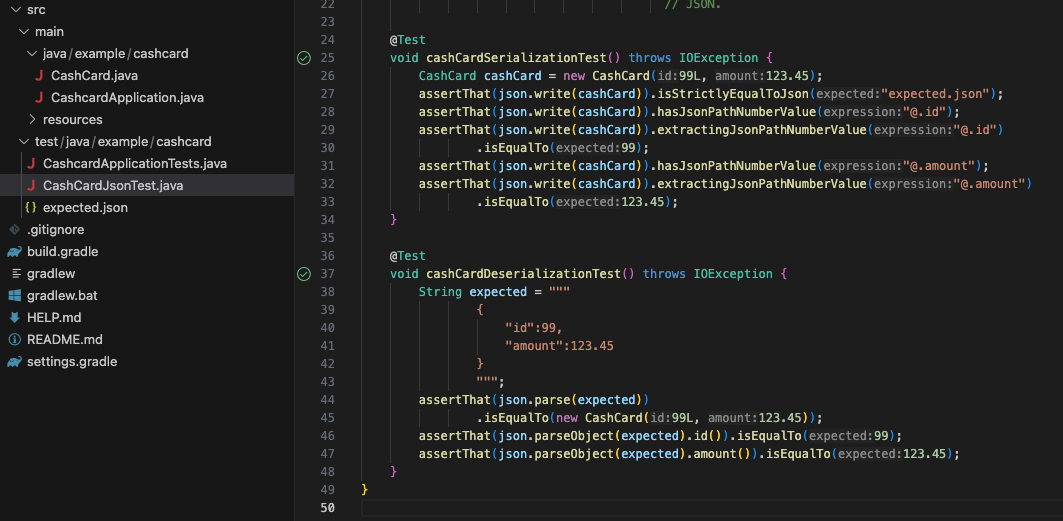 src
main
java/example/cashcard
CashCard.java
CashcardApplication.java
resources
test/java/example/cashcard
CashcardApplicationTests.java
CashCardJsonTest.java
expected.json
.gitignore
build.gradle
gradlew
gradlew.bat
HELP.md
README.md
settings.gradle
22 // JSON.
23
24 @Test
25 void cashCardSerializationTest() throws IOException {
26 CashCard cashCard = new CashCard(id:99L, amount:123.45);
27 assertThat(json.write(cashCard)).isStrictlyEqualToJson(expected:"expected.json");
28 assertThat(json.write(cashCard)).hasJsonPathNumberValue(expression:"@.id");
29 assertThat(json.write(cashCard)).extractingJsonPathNumberValue(expression:"@.id")
30 .isEqualTo(expected:99);
31 assertThat(json.write(cashCard)).hasJsonPathNumberValue(expression:"@.amount");
32 assertThat(json.write(cashCard)).extractingJsonPathNumberValue(expression:"@.amount")
33 .isEqualTo(expected:123.45);
34 }
35
36 @Test
37 void cashCardDeserializationTest() throws IOException {
38 String expected = """
39 {
40 "id":99,
41 "amount":123.45
42 }
43 """;
44 assertThat(json.parse(expected))
45 .isEqualTo(new CashCard(id:99L, amount:123.45));
46 assertThat(json.parseObject(expected).id()).isEqualTo(expected:99);
47 assertThat(json.parseObject(expected).amount()).isEqualTo(expected:123.45);
48 }
49 }
50